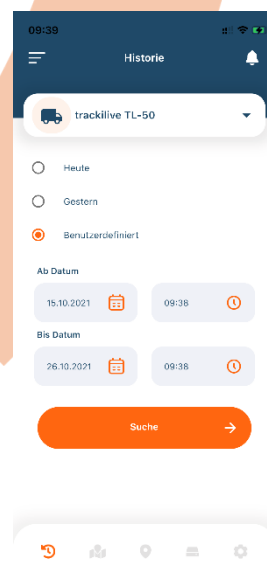 09:39
Historie
trackilive TL-50
Heute
Gestern
Benutzerdefiniert
Ab Datum
15.10.2021 09:38
Bis Datum
26.10.2021 09:38
Suche